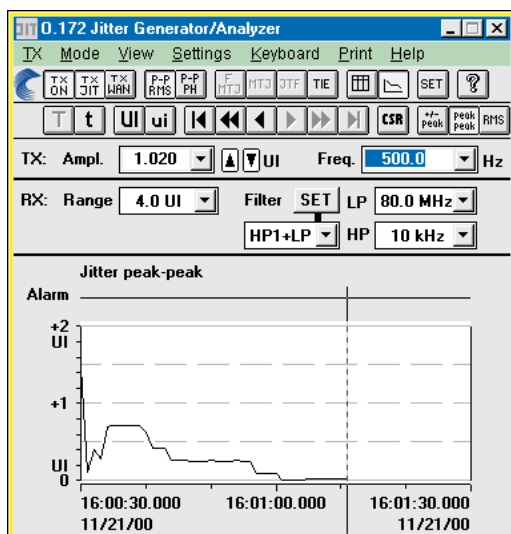 JIT O.172 Jitter Generator/Analyzer
TX Mode View Settings Keyboard Print Help
TX ON TX JIT TX WAN P-P RMS P-P PH F MTJ MTJ JTF TIE SET ?
T t UI ui CSR +/- Peak Peak Peak RMS
TX: Ampl. 1.020 UI Freq. 500.0 Hz
RX: Range 4.0 UI Filter SET LP 80.0 MHz
HP1+LP HP 10 kHz
Jitter peak-peak
Alarm
+2
UI
+1
UI
0
16:00:30.000 16:01:00.000 16:01:30.000
11/21/00 11/21/00